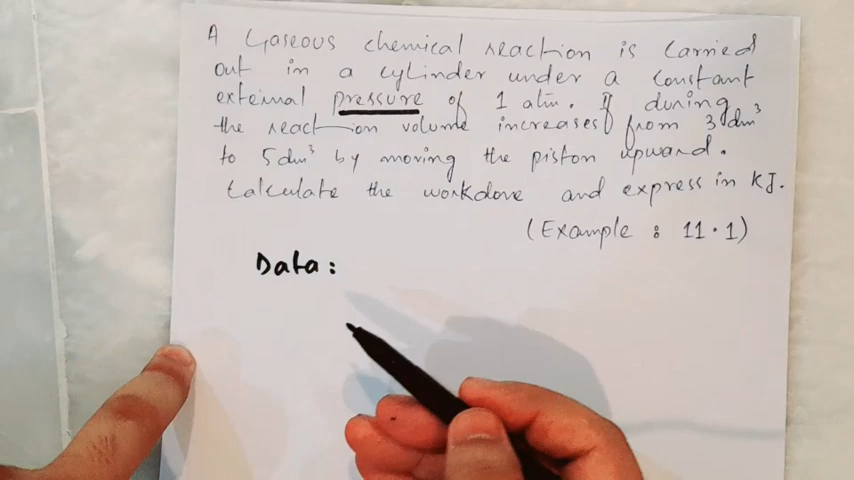 A Gaseous chemical reaction is Carried
out in a cylinder under a constant
external pressure of 1 atm. If during
the reaction volume increases from 3 dm³
to 5dm³ by moving the piston upward.
Calculate the workdone and express in KJ.
(Example : 11.1)
Data: